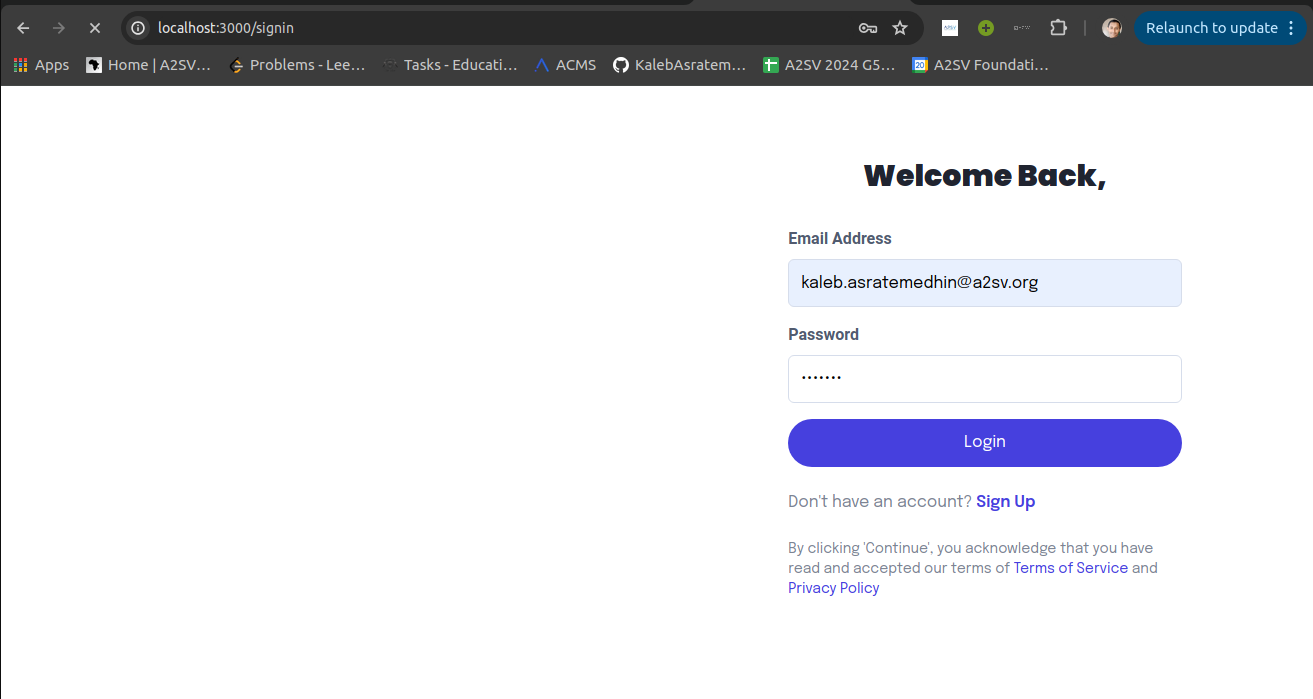 localhost:3000/signin
Relaunch to update
Apps
Home | A2SV...
Problems - Lee...
Tasks - Educati...
ACMS
KalebAsratem...
A2SV 2024 G5...
20
A2SV Foundati...
Welcome Back,
Email Address
kaleb.asratemedhin@a2sv.org
Password
Login
Don't have an account? Sign Up
By clicking 'Continue', you acknowledge that you have
read and accepted our terms of Terms of Service and
Privacy Policy